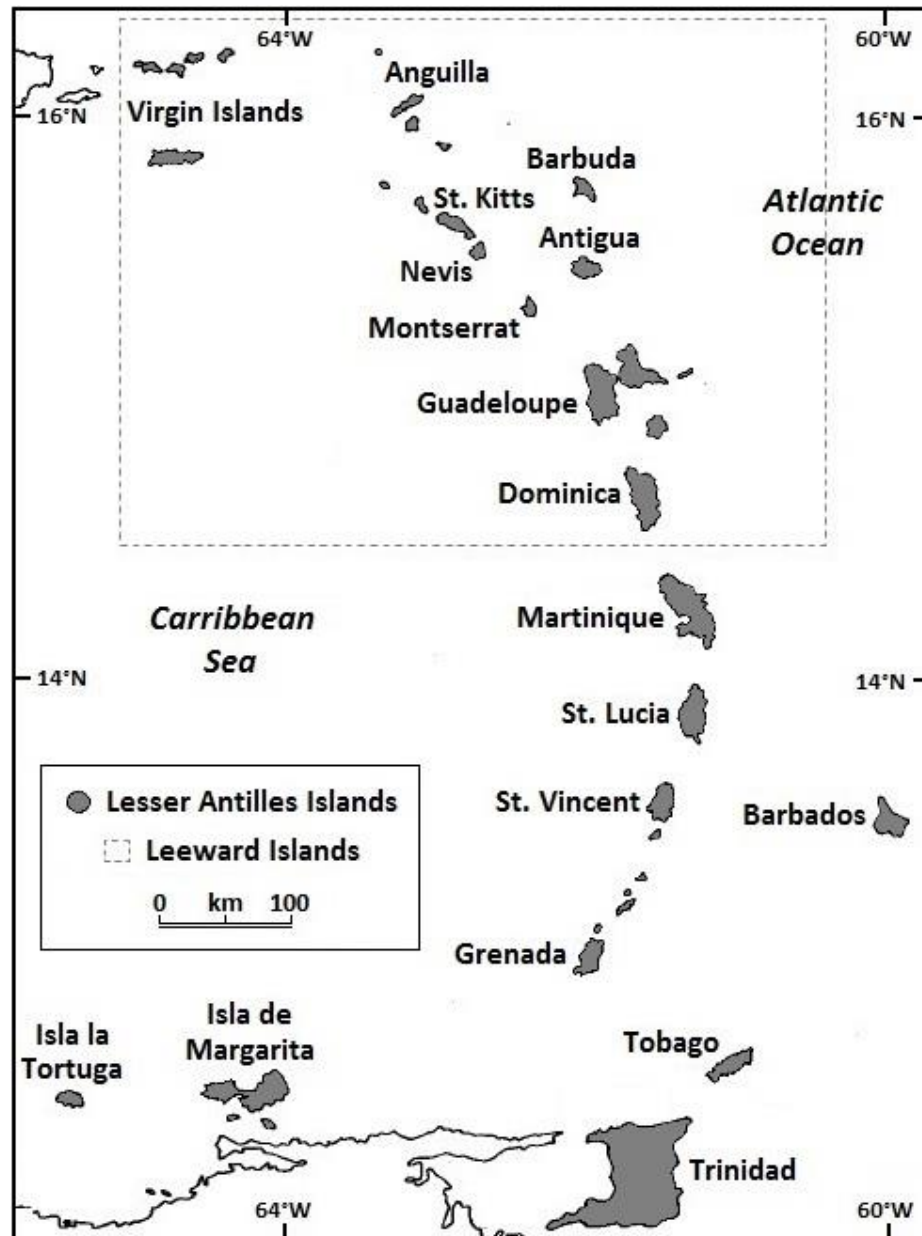 64°W
60°W
Anguilla
16°N
16°N
Virgin Islands
Barbuda
St. Kitts
Atlantic
Ocean
Antigua
Nevis
Montserrat
Guadeloupe
Dominica
Carribbean
Sea
Martinique
14°N
14°N
St. Lucia
Lesser Antilles Islands
Leeward Islands
0 km 100
St. Vincent
Barbados
Grenada
Isla la
Tortuga
Isla de
Margarita
Tobago
Trinidad
64°W
60°W